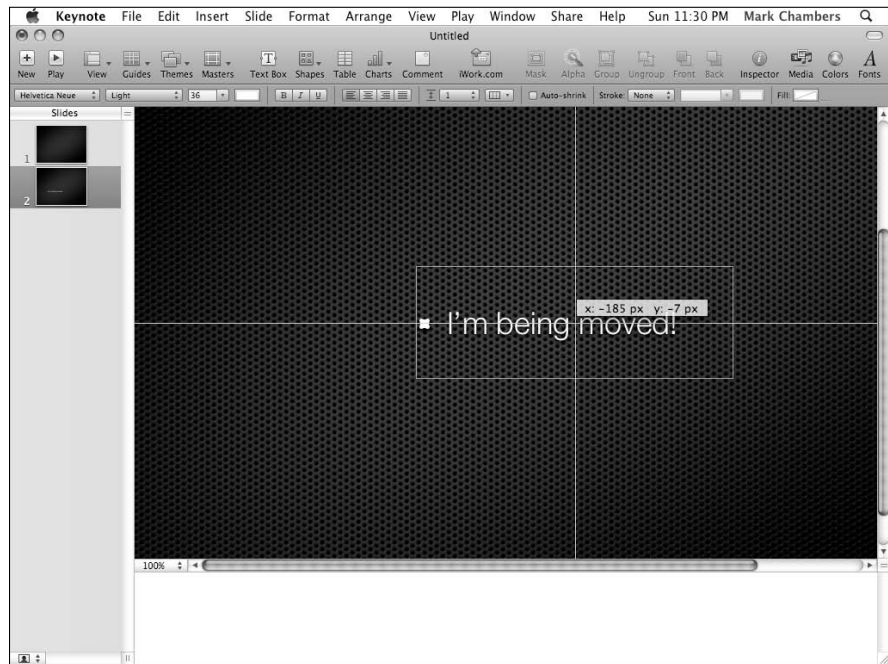 Keynote File Edit Insert Slide Format Arrange View Play Window Share Help Sun 11:30 PM Mark Chambers
Untitled
New Play View Guides Themes Masters Text Box Shapes Table Charts Comment iWork.com Mask Alpha Group Ungroup Front Back Inspector Media Colors Fonts
Helvetica Neue Light 36 B I U 1 Auto-shrink Stroke: None Fill:
Slides
1
2
x: -185 px y: -7 px
I'm being moved!
100%